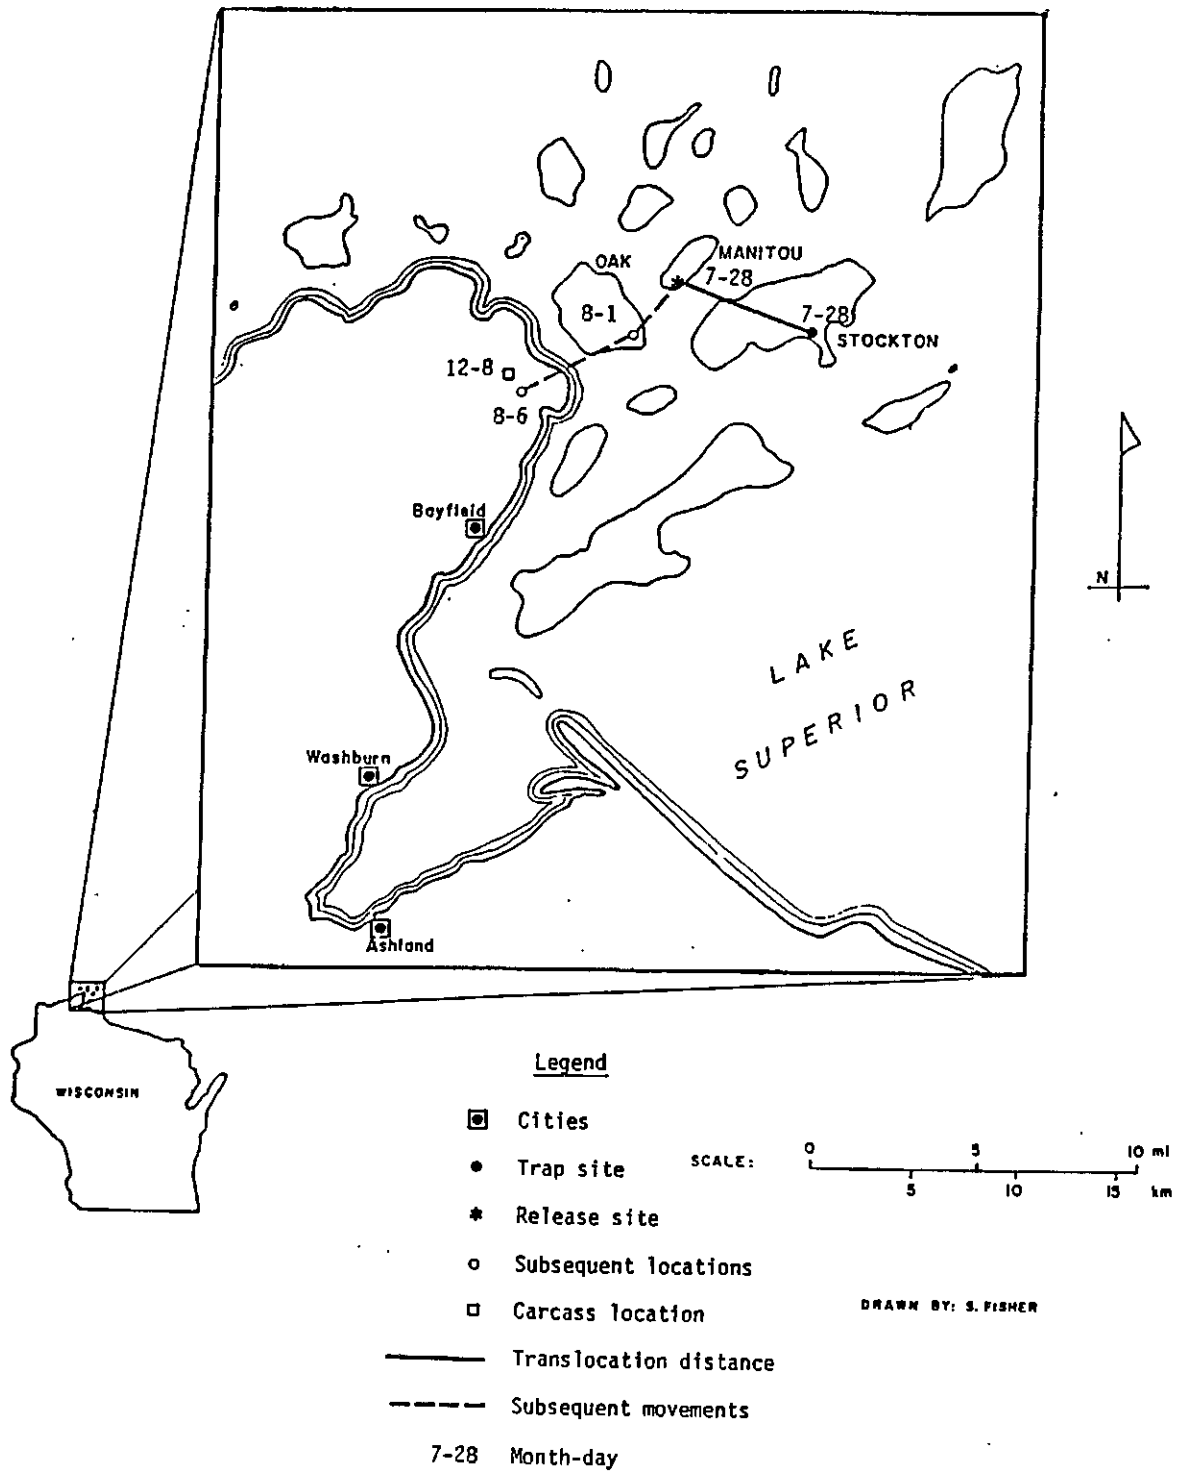 OAK
MANITOU
7-28
8-1
7-28
STOCKTON
12-8
8-6
Bayfield
N
LAKE
SUPERIOR
Washburn
Ashland
WISCONSIN
Legend
Cities
Trap site
Release site
Subsequent locations
Carcass location
Translocation distance
Subsequent movements
7-28 Month-day
SCALE:
0 5 10 mi
5 10 15 km
DRAWN BY: S. FISHER